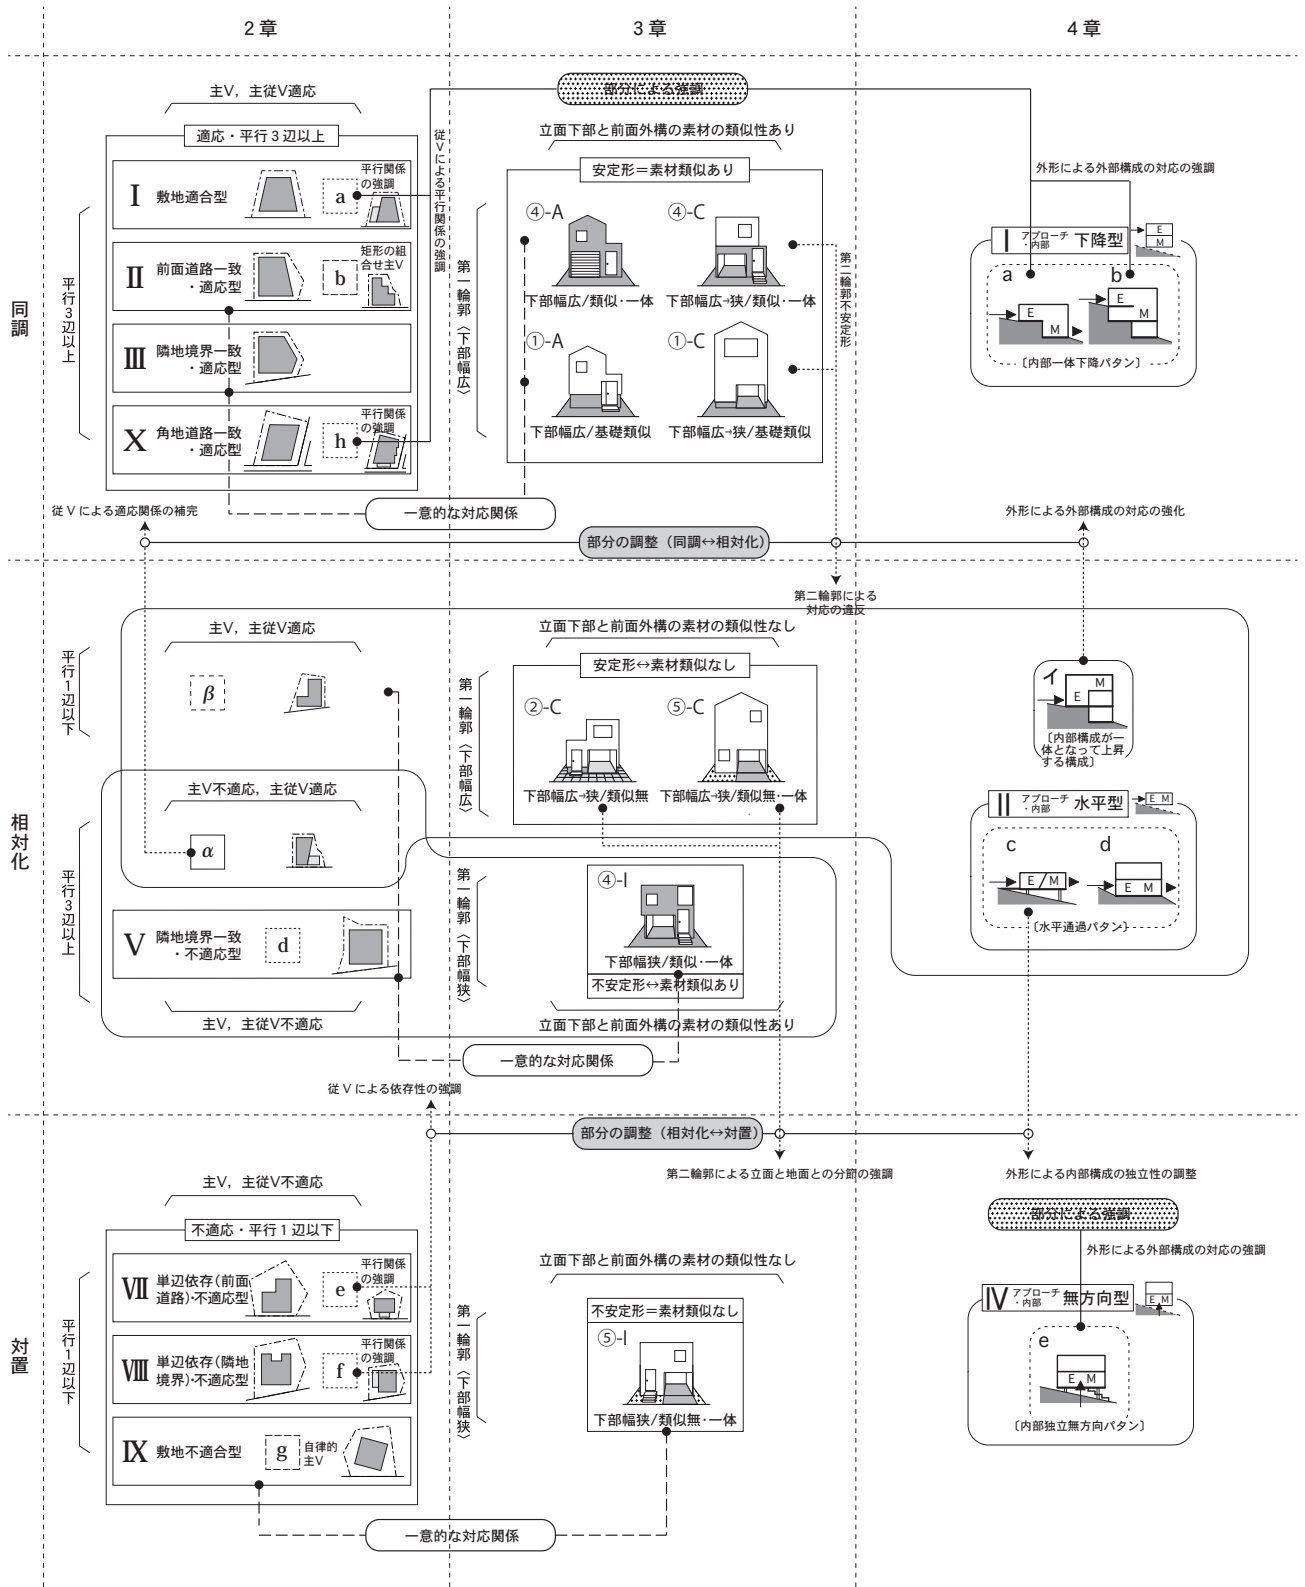 2章
3章
4章
同調
主V，主従V適応
適応・平行3辺以上
平行3辺以上
Ⅰ 敷地適合型
a
平行関係
の強調
Ⅱ 前面道路一致
・適応型
b
矩形の組
合せ主V
Ⅲ 隣地境界一致
・適応型
Ⅹ 角地道路一致
・適応型
h
平行関係
の強調
従Vによる平行関係の強調
部分による強調
立面下部と前面外構の素材の類似性あり
安定形＝素材類似あり
第一輪郭〈下部幅広〉
④-A
下部幅広/類似･一体
④-C
下部幅広→狭/類似･一体
①-A
下部幅広/基礎類似
①-C
下部幅広→狭/基礎類似
第二輪郭不安定形
外形による外部構成の対応の強調
Ⅰ アプローチ
・内部 下降型
E
M
a
E
M
b
E
M
〔内部一体下降パタン〕
一意的な対応関係
従Vによる適応関係の補完
部分の調整（同調↔相対化）
外形による外部構成の対応の強化
第二輪郭による
対応の違反
相対化
主V，主従V適応
平行1辺以下
β
主V不適応，主従V適応
平行3辺以上
α
Ⅴ 隣地境界一致
・不適応型
d
主V，主従V不適応
立面下部と前面外構の素材の類似性なし
安定形↔素材類似なし
第一輪郭〈下部幅広〉
②-C
下部幅広→狭/類似無
⑤-C
下部幅広→狭/類似無･一体
第一輪郭〈下部幅狭〉
④-I
下部幅狭/類似･一体
不安定形↔素材類似あり
立面下部と前面外構の素材の類似性あり
イ
M
E
〔内部構成が一
体となって上昇
する構成〕
Ⅱ アプローチ
・内部 水平型
E M
c
E/M
d
E M
〔水平通過パタン〕
一意的な対応関係
従Vによる依存性の強調
部分の調整（相対化↔対置）
第二輪郭による立面と地面との分節の強調
外形による内部構成の独立性の調整
対置
主V，主従V不適応
不適応・平行1辺以下
平行1辺以下
Ⅶ 単辺依存(前面
道路)･不適応型
e
平行関係
の強調
Ⅷ 単辺依存(隣地
境界)･不適応型
f
平行関係
の強調
Ⅸ 敷地不適合型
g
自律的
主V
立面下部と前面外構の素材の類似性なし
第一輪郭〈下部幅狭〉
不安定形＝素材類似なし
⑤-I
下部幅狭/類似無･一体
部分による強調
外形による外部構成の対応の強調
Ⅳ アプローチ
・内部 無方向型
E M
e
E M
〔内部独立無方向パタン〕
一意的な対応関係